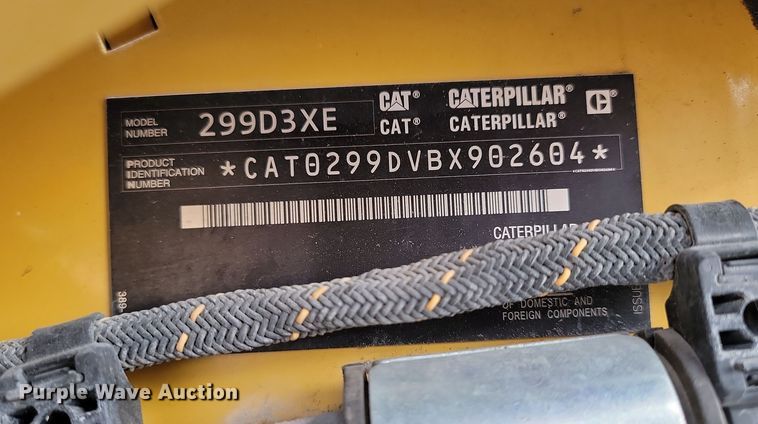 MODEL NUMBER 299D3XE
CAT® CATERPILLAR® C®
CAT® CATERPILLAR®
PRODUCT IDENTIFICATION NUMBER *CAT0299DVBX902604*
CATERPILLAR
OF DOMESTIC AND
FOREIGN COMPONENTS
389-
ISSUE
Purple Wave Auction